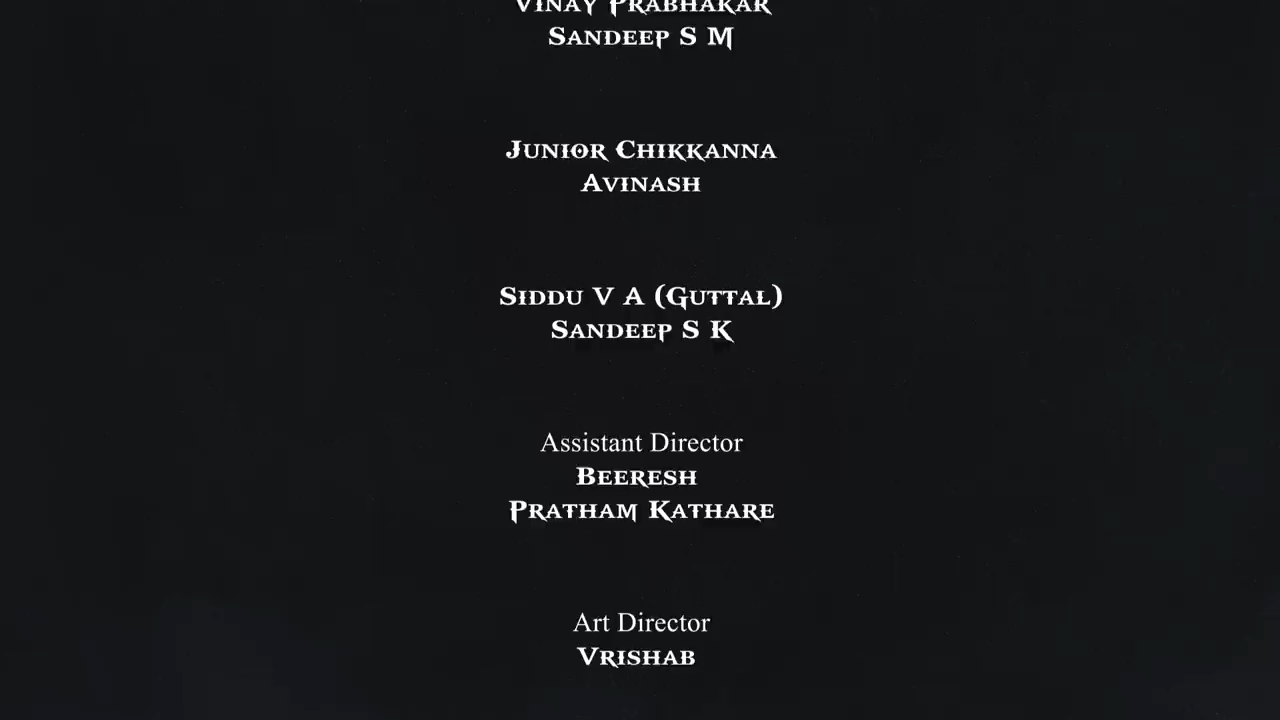 Vinay Prabhakar
Sandeep S M
Junior Chikkanna
Avinash
Siddu V A (Guttal)
Sandeep S K
Assistant Director
Beeresh
Pratham Kathare
Art Director
Vrishab